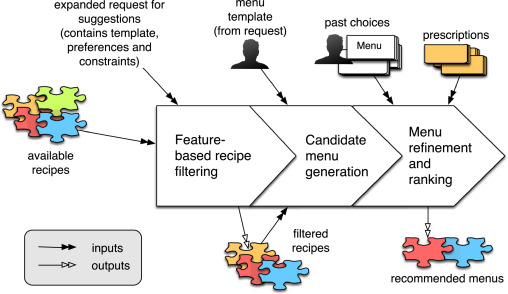 expanded request for
suggestions
(contains template,
preferences and
constraints)
menu
template
(from request)
past choices
Menu
prescriptions
available
recipes
Feature-
based recipe
filtering
Candidate
menu
generation
Menu
refinement
and
ranking
filtered
recipes
recommended menus
inputs
outputs